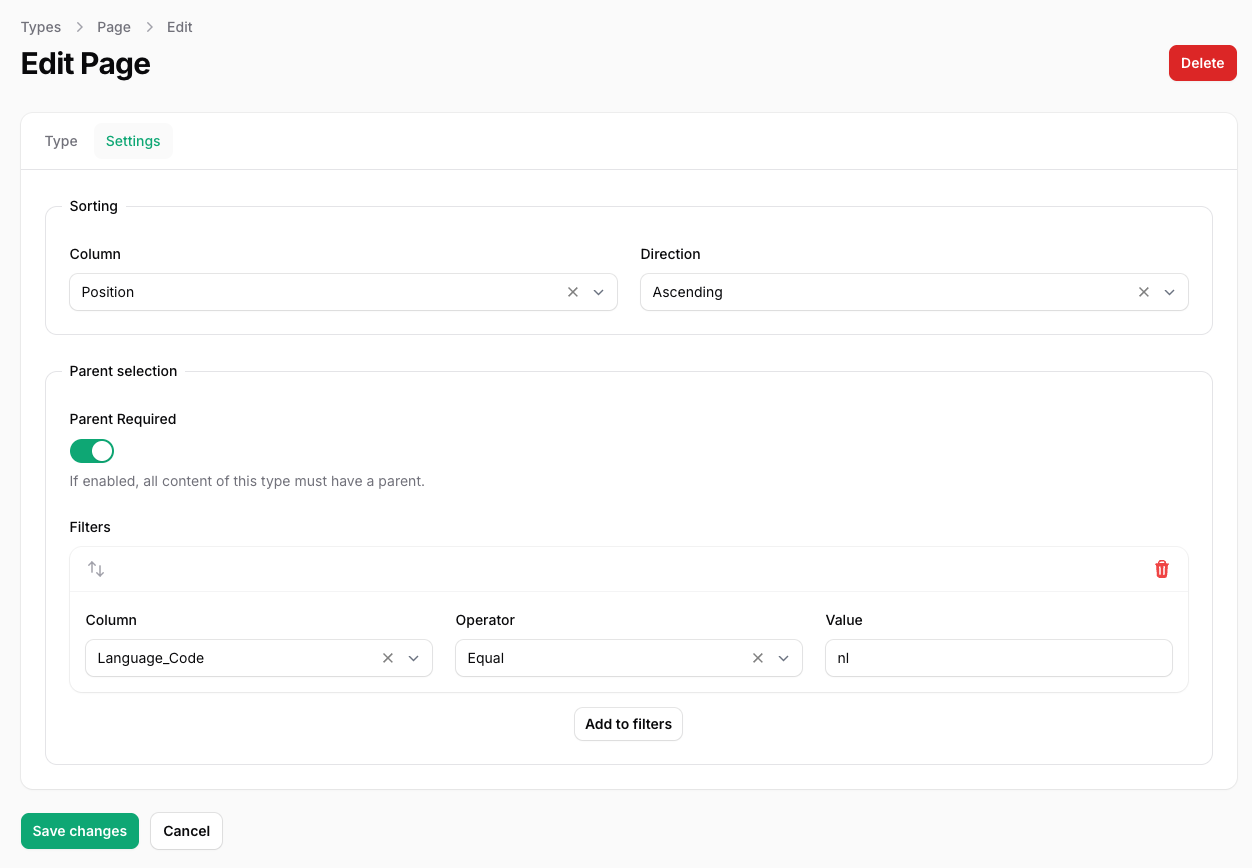 Types > Page > Edit
Edit Page
Delete
Type Settings
Sorting
Column Direction
Position Ascending
Parent selection
Parent Required
If enabled, all content of this type must have a parent.
Filters
Column Operator Value
Language_Code Equal nl
Add to filters
Save changes Cancel